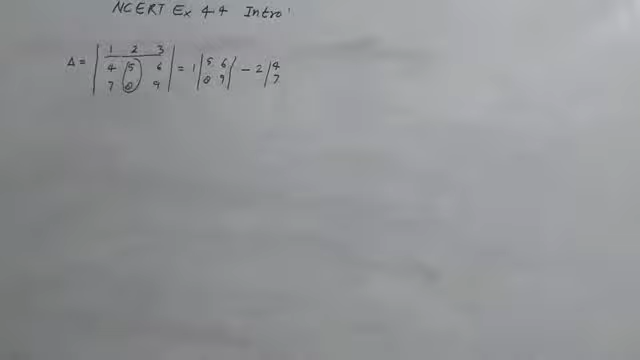 NCERT Ex 4.4 Intro'
Δ = | 1 2 3 | = 1 | 5 6 | - 2 | 4
| 4 5 6 | | 8 9 | | 7
| 7 8 9 |